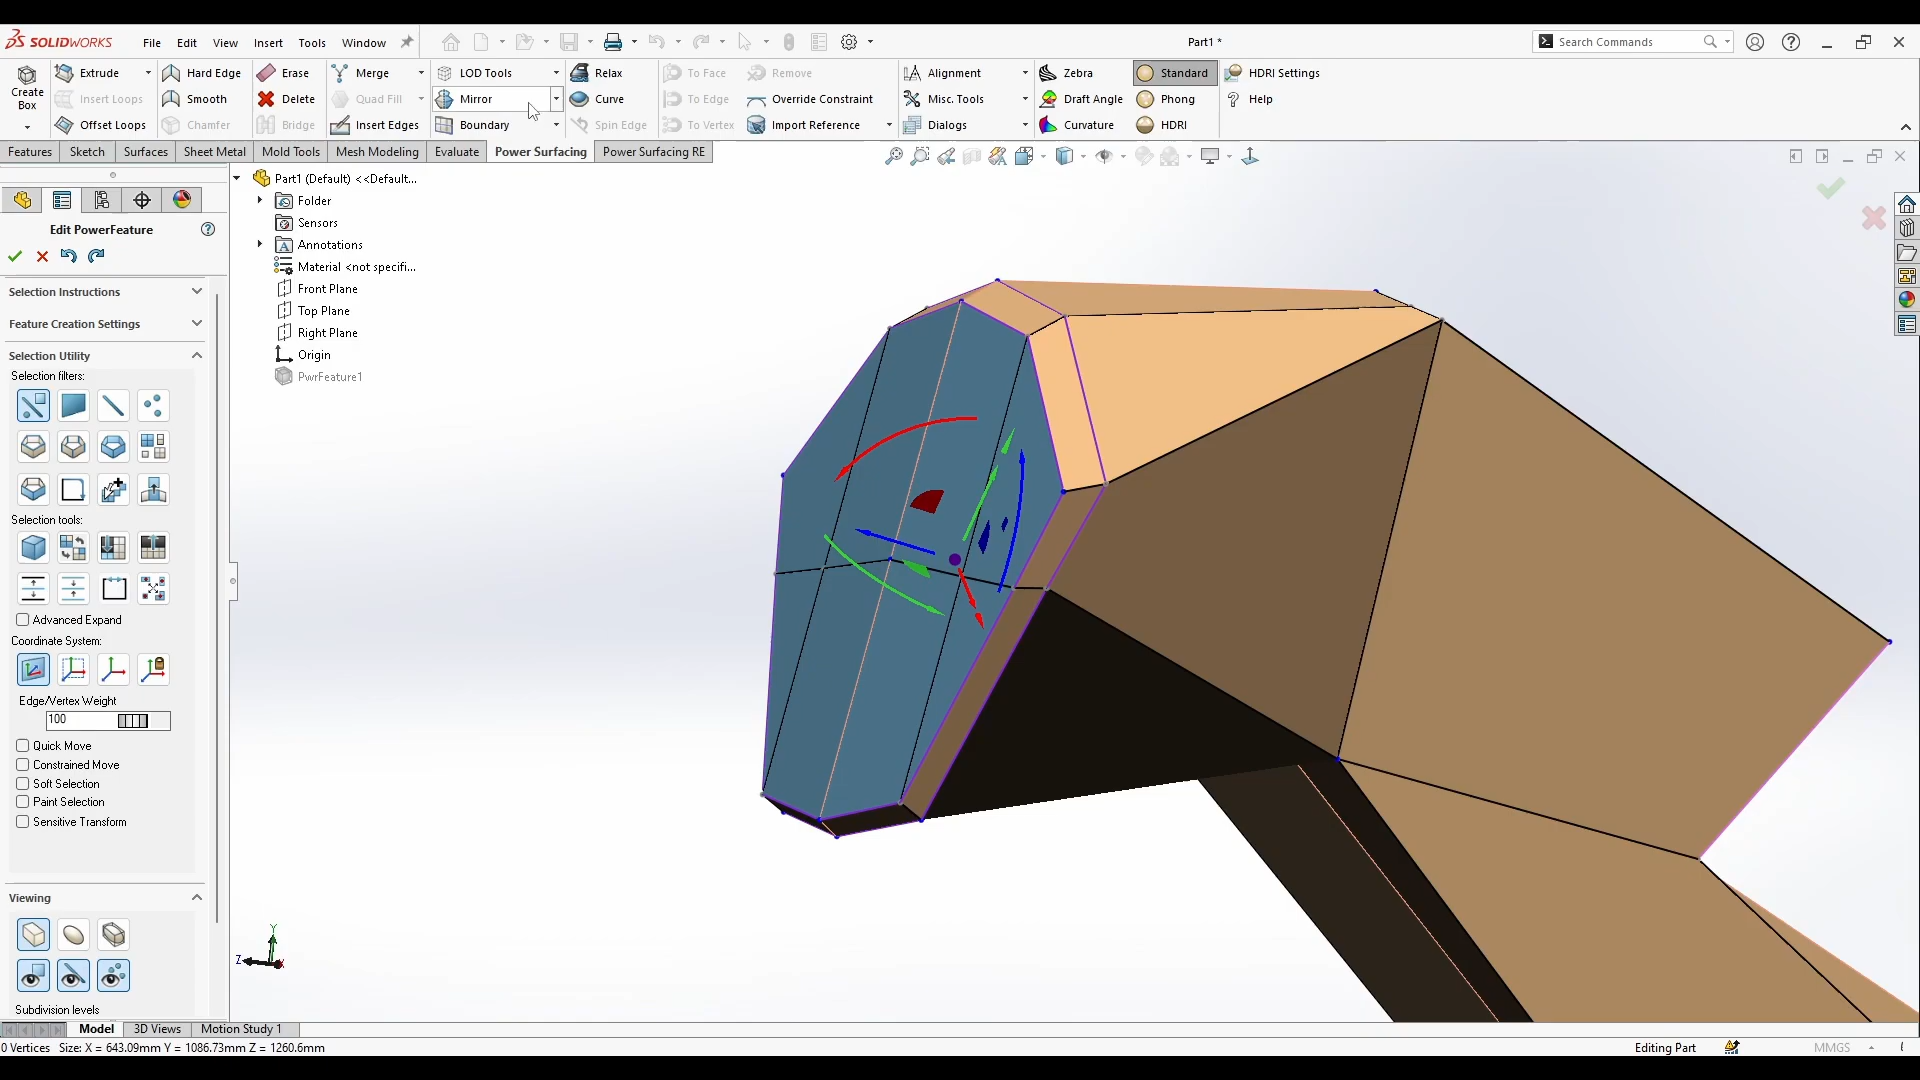 SOLIDWORKS File Edit View Insert Tools Window Part1 * Search Commands
Create Box
Extrude Hard Edge Erase Merge LOD Tools Relax To Face Remove Alignment Zebra Standard HDRI Settings
Insert Loops Smooth Delete Quad Fill Mirror Curve To Edge Override Constraint Misc. Tools Draft Angle Phong Help
Offset Loops Chamfer Bridge Insert Edges Boundary Spin Edge To Vertex Import Reference Dialogs Curvature HDRI
Features Sketch Surfaces Sheet Metal Mold Tools Mesh Modeling Evaluate Power Surfacing Power Surfacing RE
Part1 (Default) <<Default...
Folder
Sensors
Annotations
Material <not specifi...
Front Plane
Top Plane
Right Plane
Origin
PwrFeature1
Edit PowerFeature
Selection Instructions
Feature Creation Settings
Selection Utility
Selection filters:
Selection tools:
Advanced Expand
Coordinate System:
Edge/Vertex Weight
100
Quick Move
Constrained Move
Soft Selection
Paint Selection
Sensitive Transform
Viewing
Subdivision levels
Y
Z
Model 3D Views Motion Study 1
0 Vertices Size: X = 643.09mm Y = 1086.73mm Z = 1260.6mm Editing Part MMGS